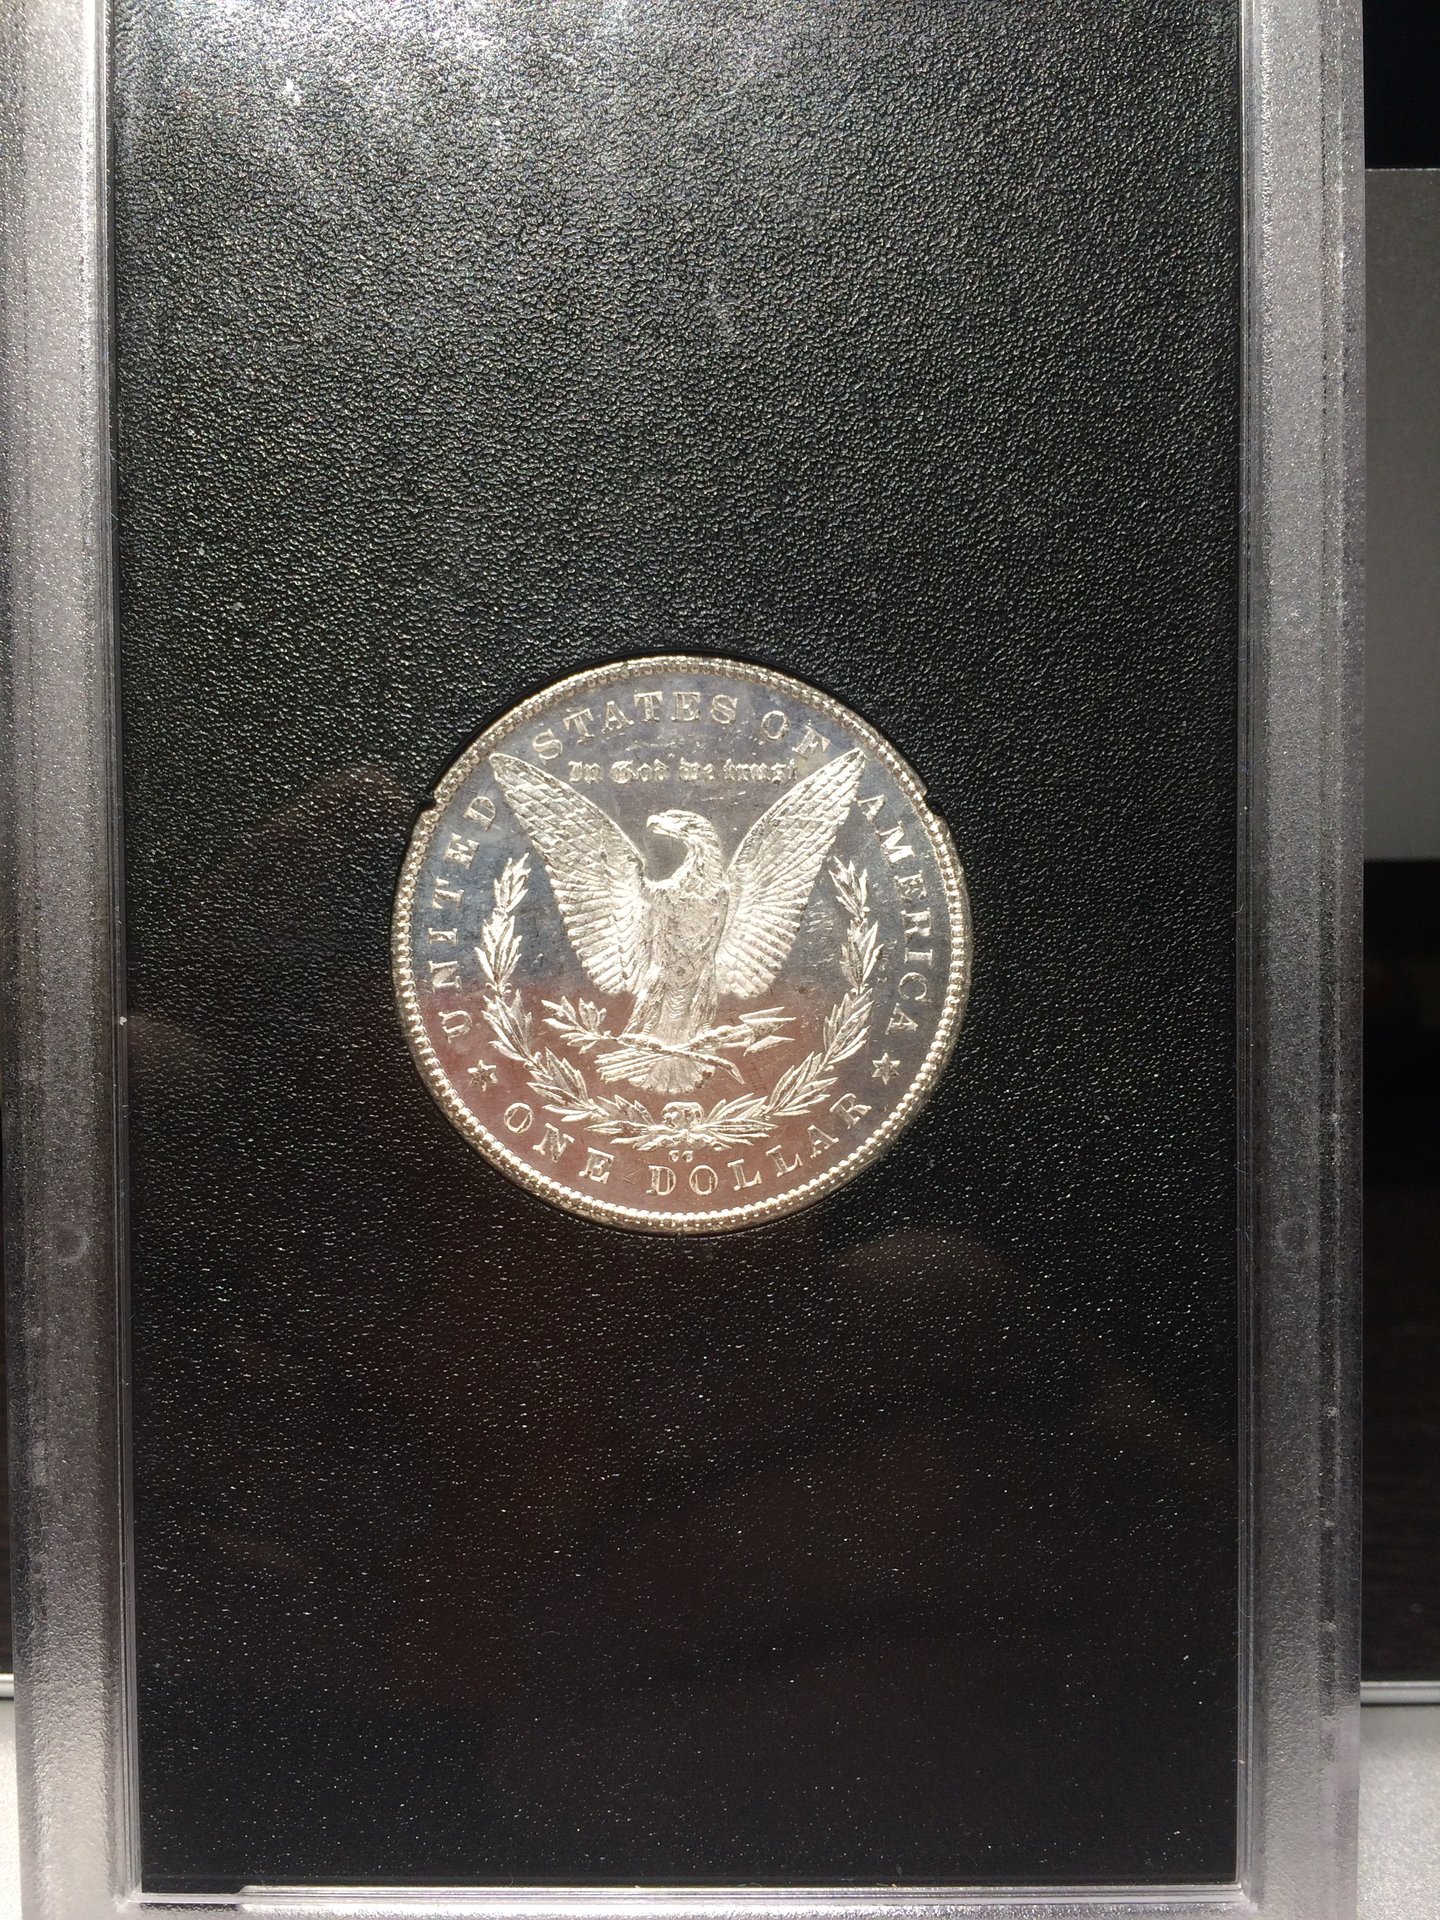 UNITED STATES OF AMERICA
In God we trust
CC
ONE DOLLAR